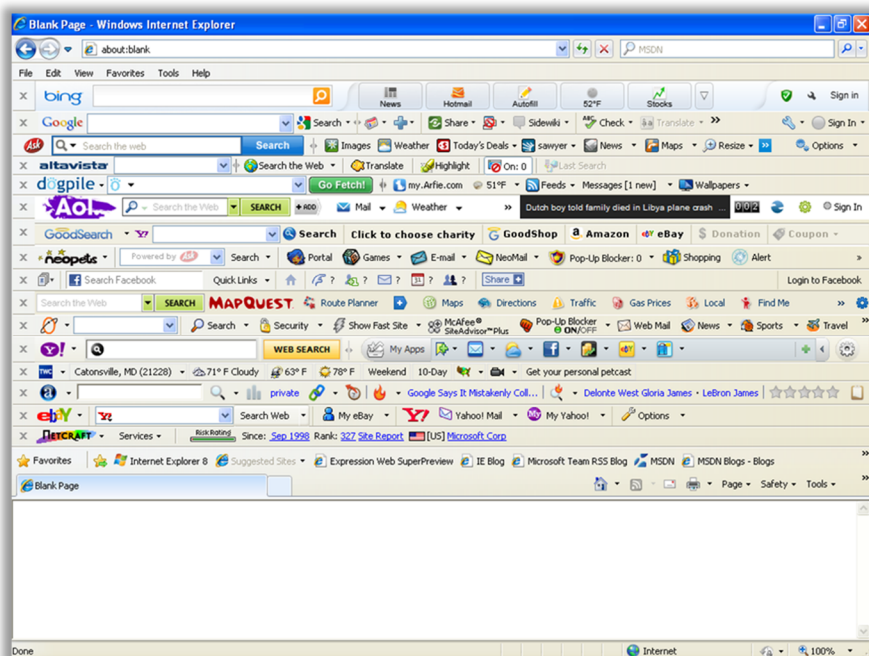 Blank Page - Windows Internet Explorer
about:blank MSDN
File Edit View Favorites Tools Help
bing News Hotmail Autofill 52°F Stocks Sign in
Google Search Share Sidewiki Check Translate Sign In
Ask Search the web Search Images Weather Today's Deals sawyer News Maps Resize Options
altavista Search the Web Translate Highlight On: 0 Last Search
dogpile Go Fetch! my.Arfie.com 51°F Feeds Messages [1 new] Wallpapers
Aol. Search the Web SEARCH + ADD Mail Weather Dutch boy told family died in Libya plane crash ... 002 Sign In
GoodSearch Search Click to choose charity GoodShop Amazon eBay Donation Coupon
neopets Powered by Ask Search Portal Games E-mail NeoMail Pop-Up Blocker: 0 Shopping Alert
Search Facebook Quick Links ? ? ? ? ? Share Login to Facebook
Search the Web SEARCH MAPQUEST Route Planner Maps Directions Traffic Gas Prices Local Find Me
Search Security Show Fast Site McAfee® SiteAdvisor™Plus Pop-Up Blocker ON/OFF Web Mail News Sports Travel
Y! WEB SEARCH My Apps
TWC Catonsville, MD (21228) 71° F Cloudy 63° F 78° F Weekend 10-Day Get your personal petcast
private Google Says It Mistakenly Coll... Delonte West Gloria James LeBron James
ebY Search Web My eBay Yahoo! Mail My Yahoo! Options
NETCRAFT Services Risk Rating Since: Sep 1998 Rank: 327 Site Report [US] Microsoft Corp
Favorites Internet Explorer 8 Suggested Sites Expression Web SuperPreview IE Blog Microsoft Team RSS Blog MSDN MSDN Blogs - Blogs
Blank Page Page Safety Tools
Done Internet 100%